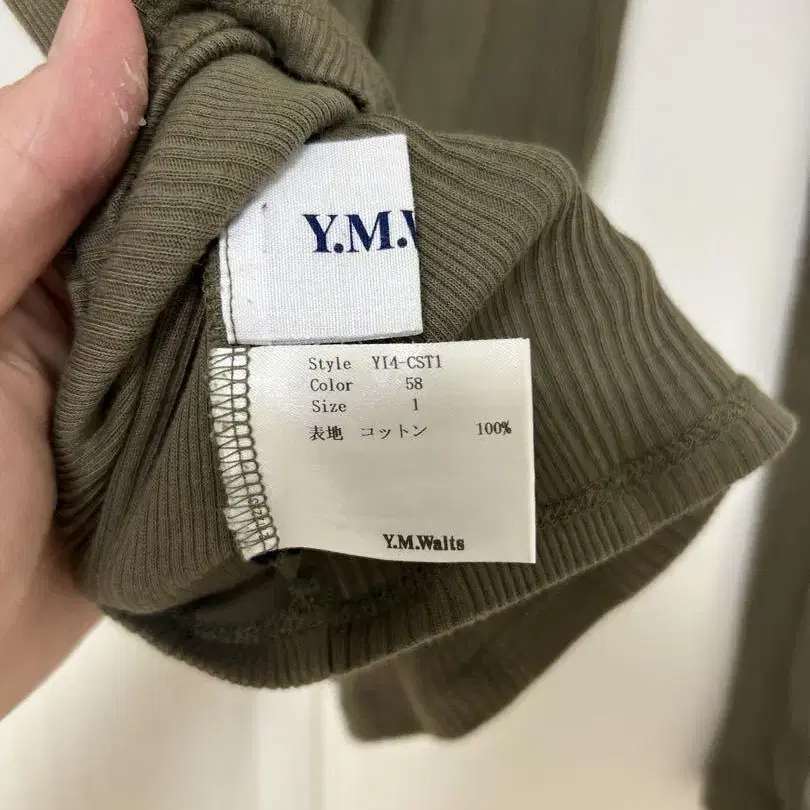 Y.M.
Style YI4-CST1
Color 58
Size 1
表地 コットン 100%
Y.M.Walts